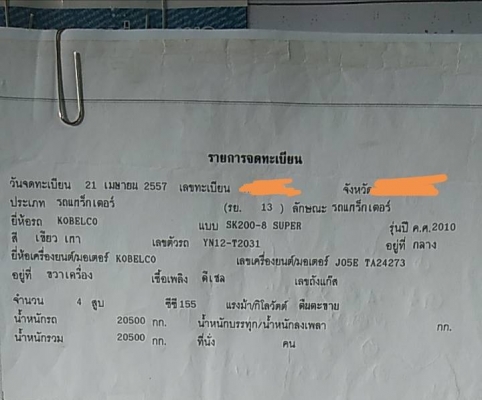 รายการจดทะเบียน
วันจดทะเบียน 21 เมษายน 2557 เลขทะเบียน จังหวัด
ประเภท รถแทร็กเตอร์ (รย. 13 ) ลักษณะ รถแทร็กเตอร์
ยี่ห้อรถ KOBELCO แบบ SK200-8 SUPER รุ่นปี ค.ศ.2010
สี เขียว เทา เลขตัวรถ YN12-T2031 อยู่ที่ กลาง
ยี่ห้อเครื่องยนต์/มอเตอร์ KOBELCO เลขเครื่องยนต์/มอเตอร์ J05E TA24273
อยู่ที่ ขวาเครื่อง เชื้อเพลิง ดีเซล เลขถังแก๊ส
จำนวน 4 สูบ ซีซี 155 แรงม้า/กิโลวัตต์ ตีนตะขาบ
น้ำหนักรถ 20500 กก. น้ำหนักบรรทุก/น้ำหนักลงเพลา กก.
น้ำหนักรวม 20500 กก. ที่นั่ง คน